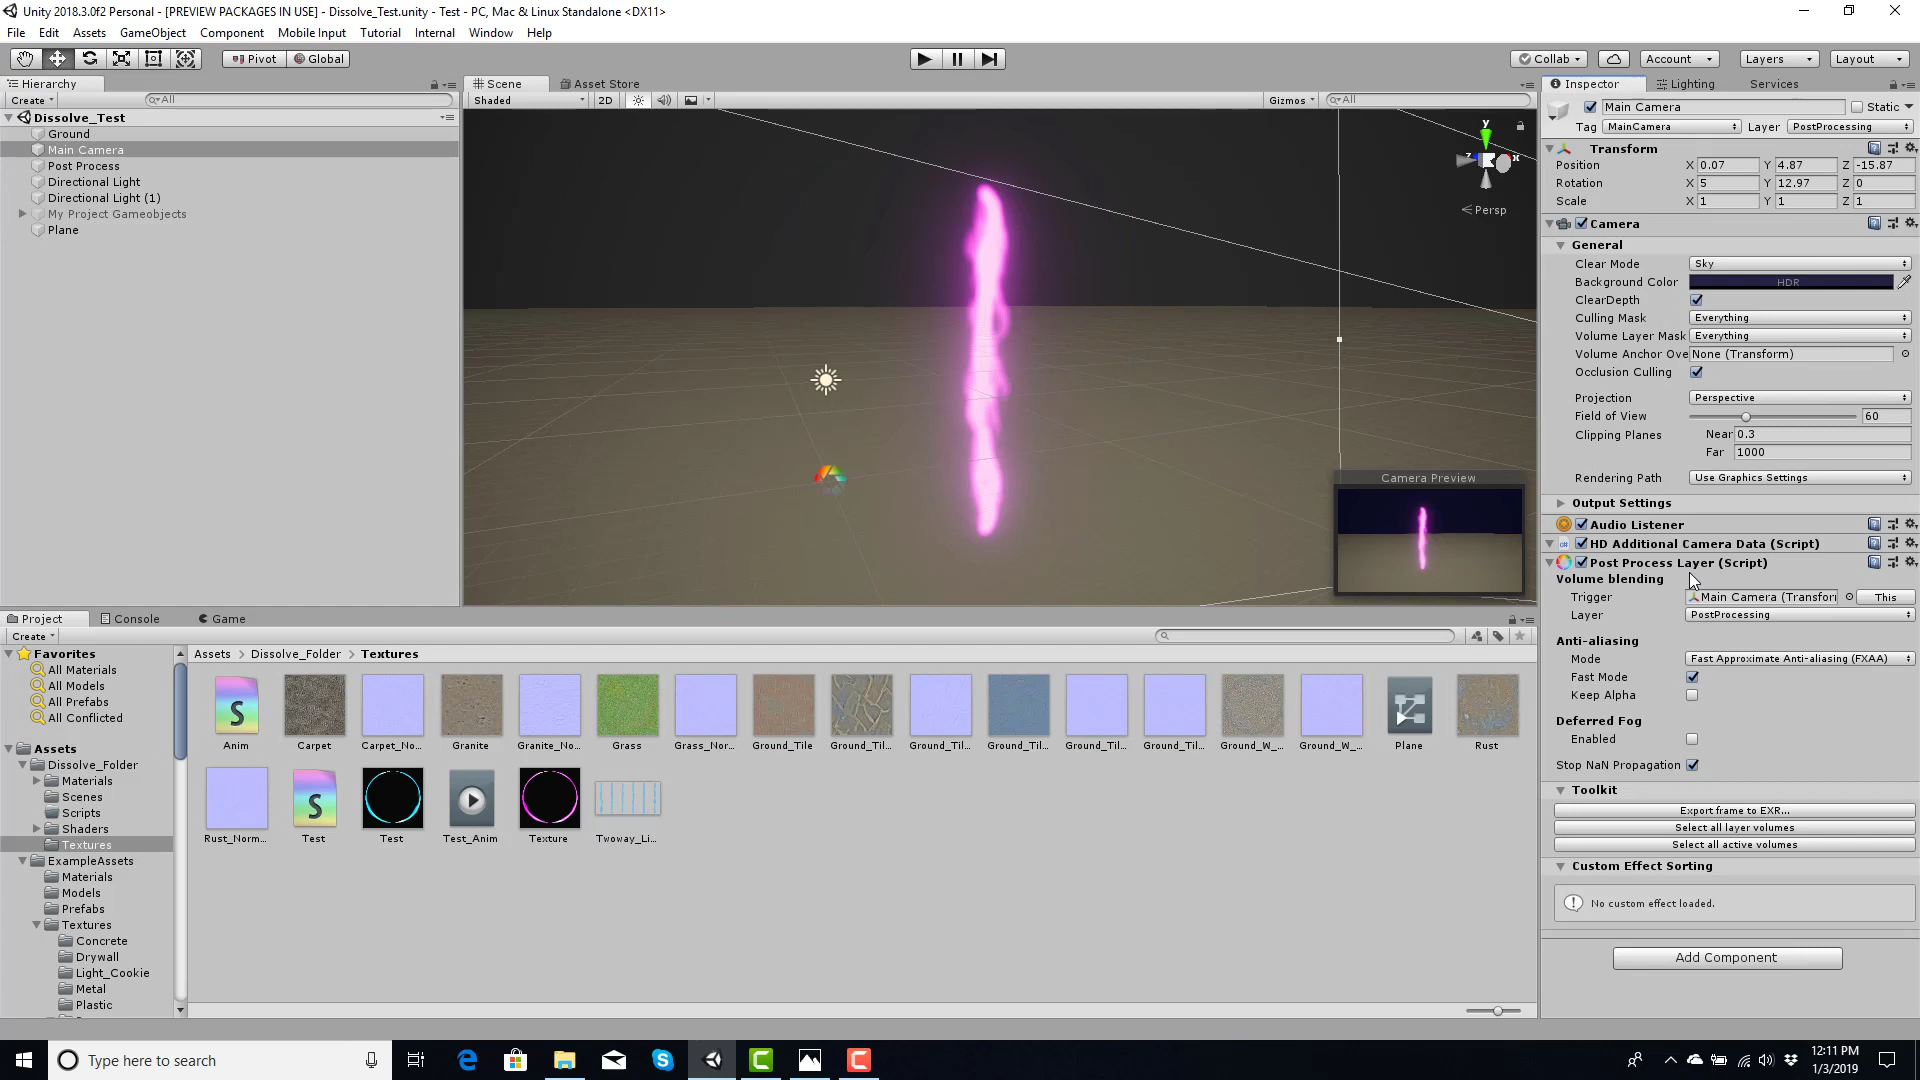 Unity 2018.3.0f2 Personal - [PREVIEW PACKAGES IN USE] - Dissolve_Test.unity - Test - PC, Mac & Linux Standalone <DX11>
File Edit Assets GameObject Component Mobile Input Tutorial Internal Window Help
Pivot Global Collab Account Layers Layout
Hierarchy
Create All
Dissolve_Test
Ground
Main Camera
Post Process
Directional Light
Directional Light (1)
My Project Gameobjects
Plane
Scene Asset Store
Shaded 2D Gizmos All
y
z x
Persp
Camera Preview
Inspector Lighting Services
Main Camera Static
Tag MainCamera Layer PostProcessing
Transform
Position X 0.07 Y 4.87 Z -15.87
Rotation X 5 Y 12.97 Z 0
Scale X 1 Y 1 Z 1
Camera
General
Clear Mode Sky
Background Color HDR
ClearDepth
Culling Mask Everything
Volume Layer Mask Everything
Volume Anchor Ove None (Transform)
Occlusion Culling
Projection Perspective
Field of View 60
Clipping Planes Near 0.3
Far 1000
Rendering Path Use Graphics Settings
Output Settings
Audio Listener
HD Additional Camera Data (Script)
Post Process Layer (Script)
Volume blending
Trigger Main Camera (Transfor This
Layer PostProcessing
Anti-aliasing
Mode Fast Approximate Anti-aliasing (FXAA)
Fast Mode
Keep Alpha
Deferred Fog
Enabled
Stop NaN Propagation
Toolkit
Export frame to EXR...
Select all layer volumes
Select all active volumes
Custom Effect Sorting
No custom effect loaded.
Add Component
Project Console Game
Create
Favorites
All Materials
All Models
All Prefabs
All Conflicted
Assets
Dissolve_Folder
Materials
Scenes
Scripts
Shaders
Textures
ExampleAssets
Materials
Models
Prefabs
Textures
Concrete
Drywall
Light_Cookie
Metal
Plastic
Assets Dissolve_Folder Textures
Anim Carpet Carpet_No... Granite Granite_No... Grass Grass_Nor... Ground_Tile Ground_Til... Ground_Til... Ground_Til... Ground_Til... Ground_Til... Ground_W_... Ground_W_... Plane Rust
Rust_Norm... Test Test Test_Anim Texture Twoway_Li...
Type here to search
12:11 PM
1/3/2019